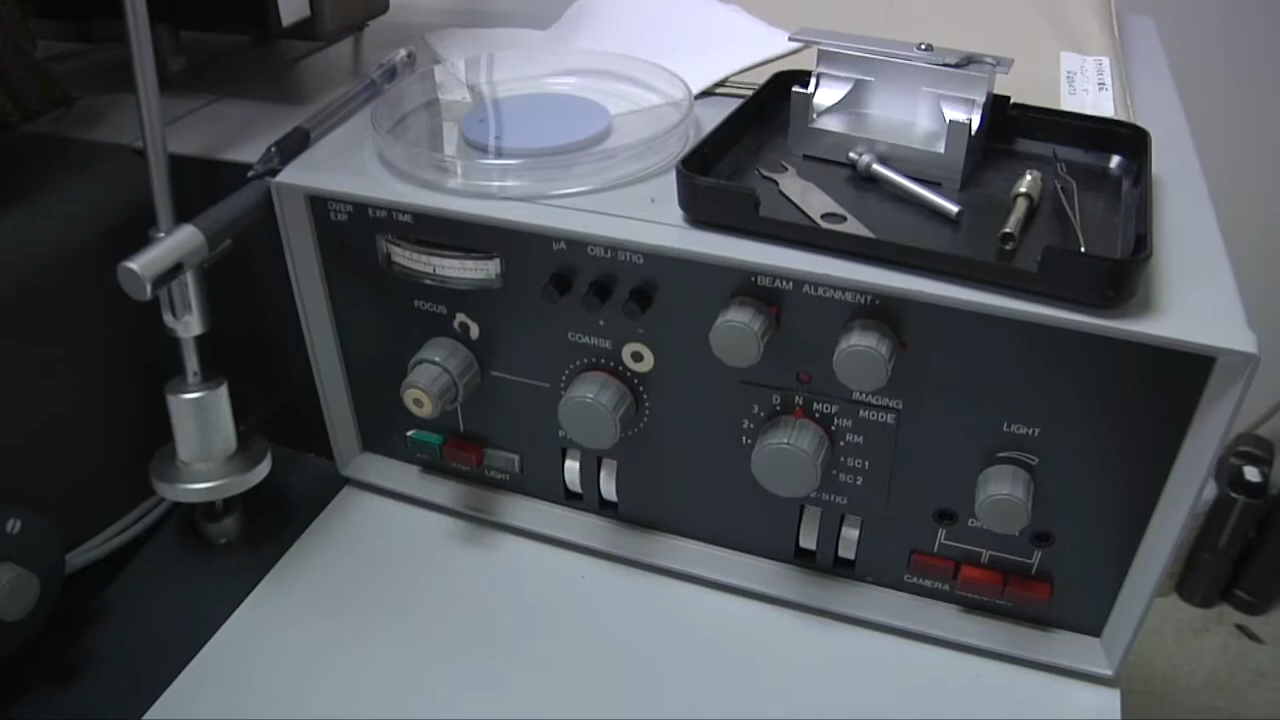 OVER
EXP
EXP. TIME
µA
OBJ-STIG
+
-
• BEAM ALIGNMENT •
FOCUS
COARSE
IMAGING
MODE
D
N
MDF
HM
RM
SC1
SC2
3
2
1
LIGHT
LIGHT
CAMERA